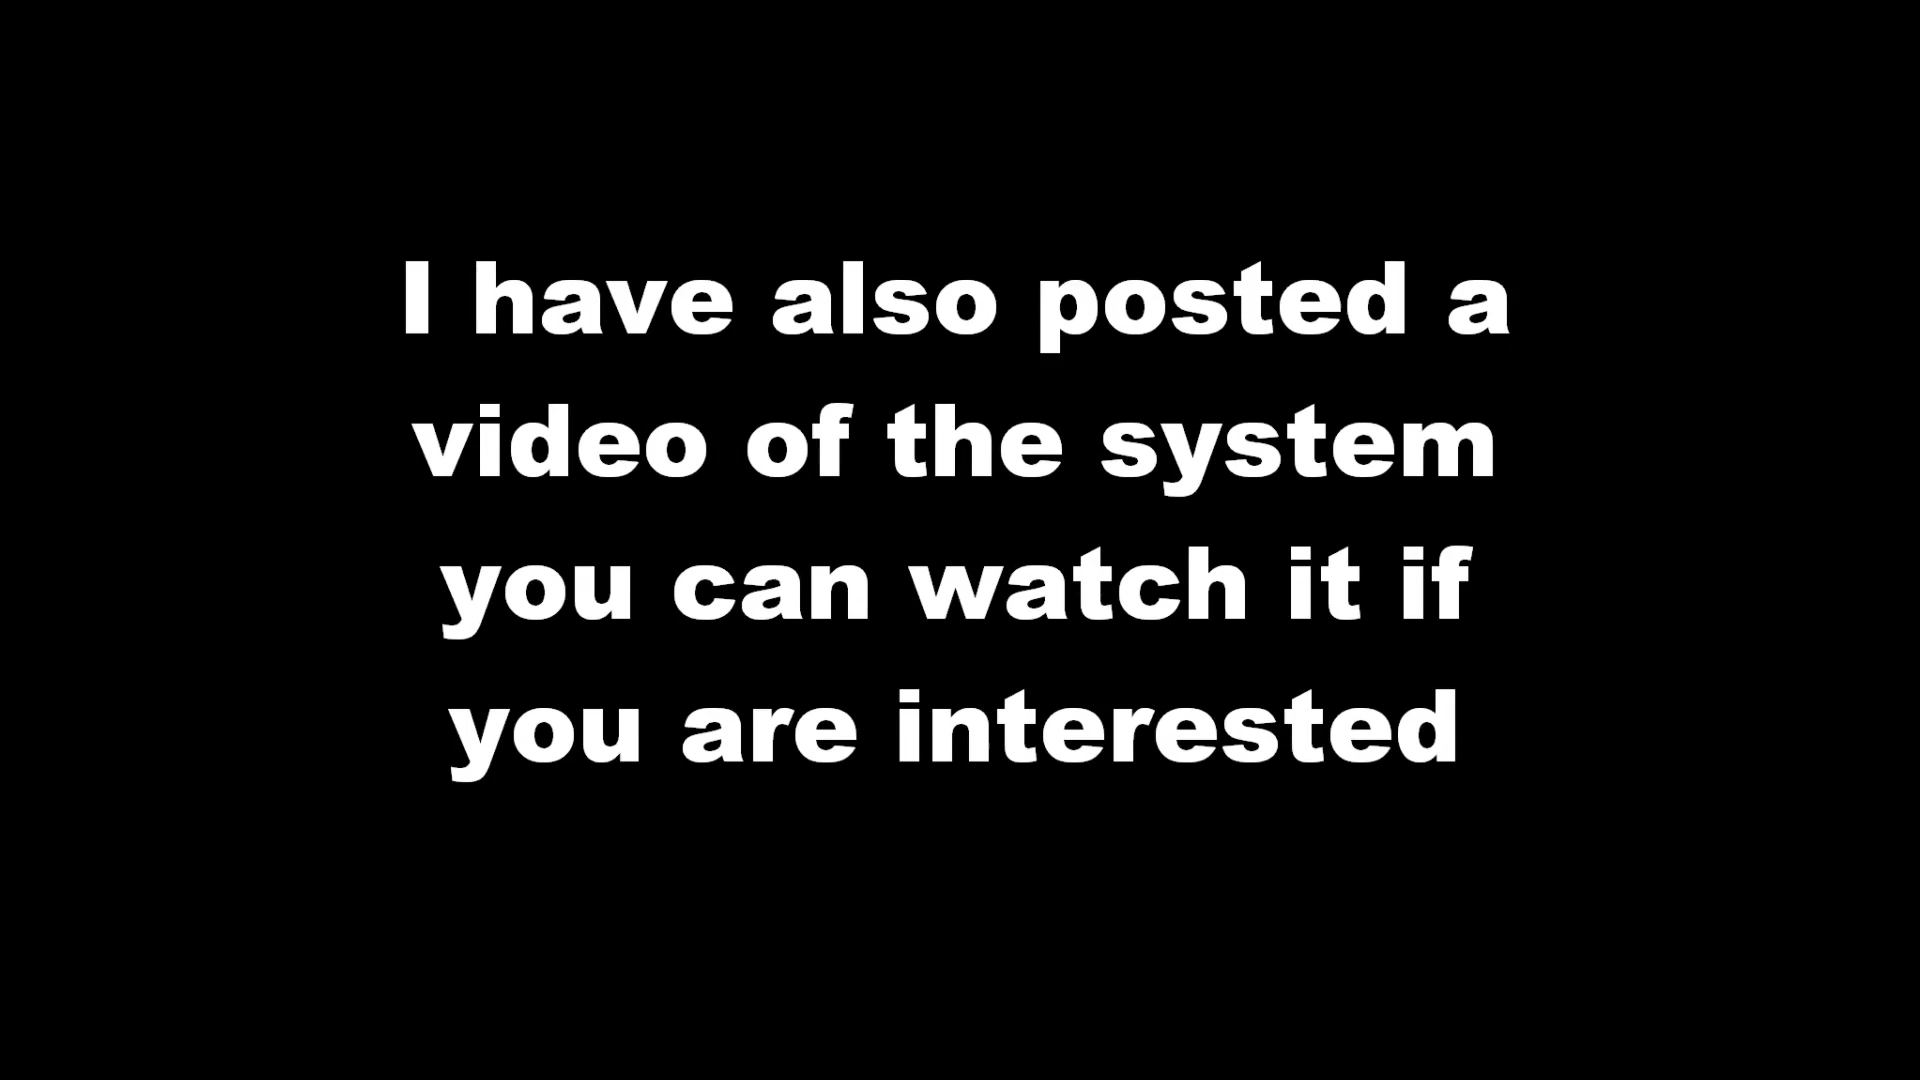 I have also posted a
video of the system
you can watch it if
you are interested